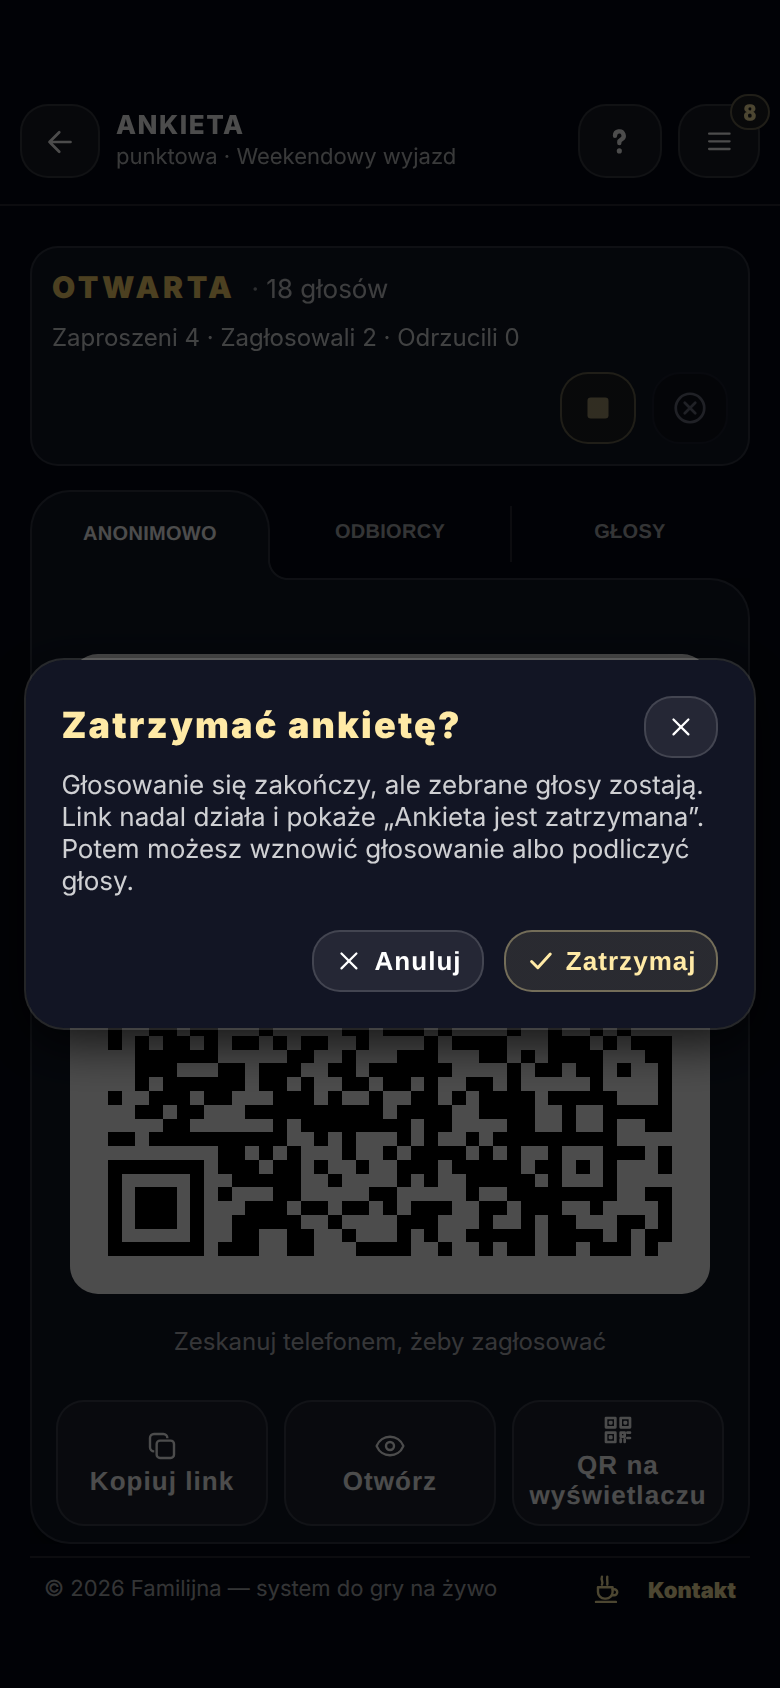 ANKIETA
punktowa · Weekendowy wyjazd
?
8
OTWARTA · 18 głosów
Zaproszeni 4 · Zagłosowali 2 · Odrzucili 0
ANONIMOWO
ODBIORCY
GŁOSY
Zatrzymać ankietę?
Głosowanie się zakończy, ale zebrane głosy zostają.
Link nadal działa i pokaże „Ankieta jest zatrzymana”.
Potem możesz wznowić głosowanie albo podliczyć
głosy.
Anuluj
Zatrzymaj
Zeskanuj telefonem, żeby zagłosować
Kopiuj link
Otwórz
QR na
wyświetlaczu
© 2026 Familijna — system do gry na żywo
Kontakt